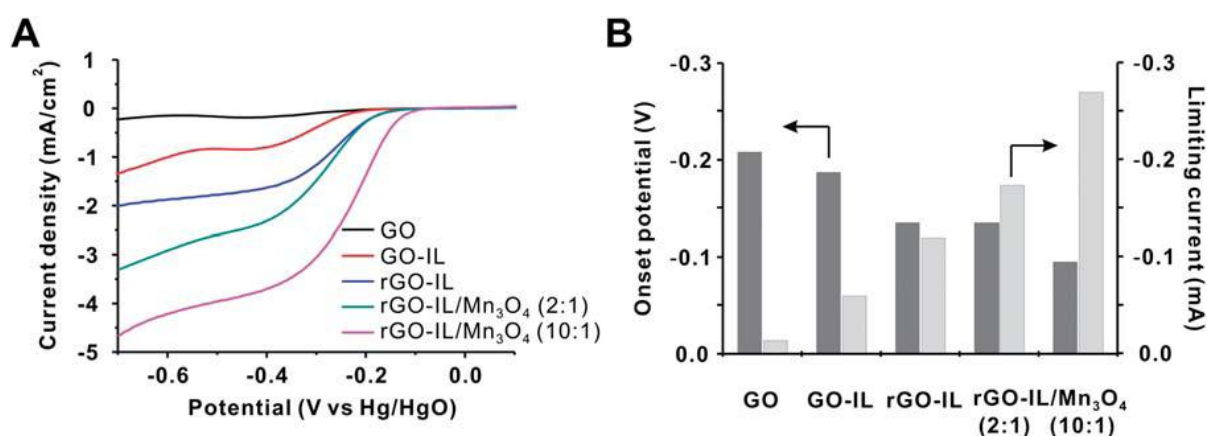 A
Current density (mA/cm²)
1
0
-1
-2
-3
-4
-5
-0.6
-0.4
-0.2
0.0
Potential (V vs Hg/HgO)
GO
GO-IL
rGO-IL
rGO-IL/Mn₃O₄ (2:1)
rGO-IL/Mn₃O₄ (10:1)
B
Onset potential (V)
-0.3
-0.2
-0.1
0.0
-0.3
-0.2
-0.1
0.0
Limiting current (mA)
GO GO-IL rGO-IL rGO-IL/Mn₃O₄
(2:1) (10:1)